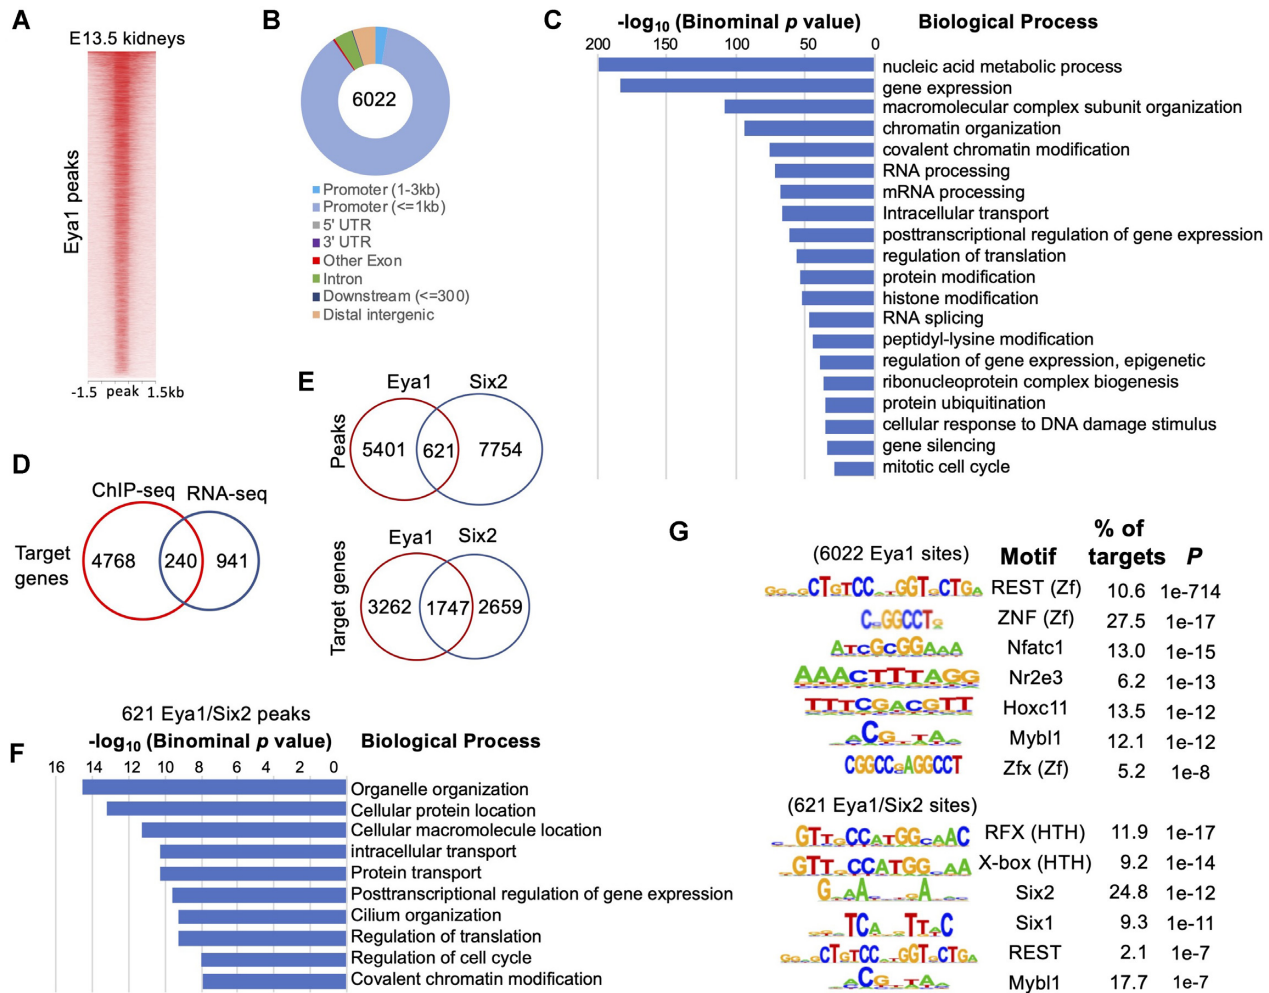 A
E13.5 kidneys
Eya1 peaks
-1.5 peak 1.5kb
B
6022
Promoter (1-3kb)
Promoter (<=1kb)
5' UTR
3' UTR
Other Exon
Intron
Downstream (<=300)
Distal intergenic
C
-log10 (Binominal p value) Biological Process
200 150 100 50 0
nucleic acid metabolic process
gene expression
macromolecular complex subunit organization
chromatin organization
covalent chromatin modification
RNA processing
mRNA processing
Intracellular transport
posttranscriptional regulation of gene expression
regulation of translation
protein modification
histone modification
RNA splicing
peptidyl-lysine modification
regulation of gene expression, epigenetic
ribonucleoprotein complex biogenesis
protein ubiquitination
cellular response to DNA damage stimulus
gene silencing
mitotic cell cycle
D
ChIP-seq RNA-seq
Target
genes
4768 240 941
E
Eya1 Six2
Peaks
5401 621 7754
Eya1 Six2
Target genes
3262 1747 2659
F
621 Eya1/Six2 peaks
-log10 (Binominal p value) Biological Process
16 14 12 10 8 6 4 2 0
Organelle organization
Cellular protein location
Cellular macromolecule location
intracellular transport
Protein transport
Posttranscriptional regulation of gene expression
Cilium organization
Regulation of translation
Regulation of cell cycle
Covalent chromatin modification
G
(6022 Eya1 sites) Motif % of targets P
REST (Zf) 10.6 1e-714
ZNF (Zf) 27.5 1e-17
Nfatc1 13.0 1e-15
AAACTTTAGG Nr2e3 6.2 1e-13
TTTCGACGTT Hoxc11 13.5 1e-12
Mybl1 12.1 1e-12
Zfx (Zf) 5.2 1e-8
(621 Eya1/Six2 sites)
RFX (HTH) 11.9 1e-17
X-box (HTH) 9.2 1e-14
Six2 24.8 1e-12
Six1 9.3 1e-11
REST 2.1 1e-7
Mybl1 17.7 1e-7